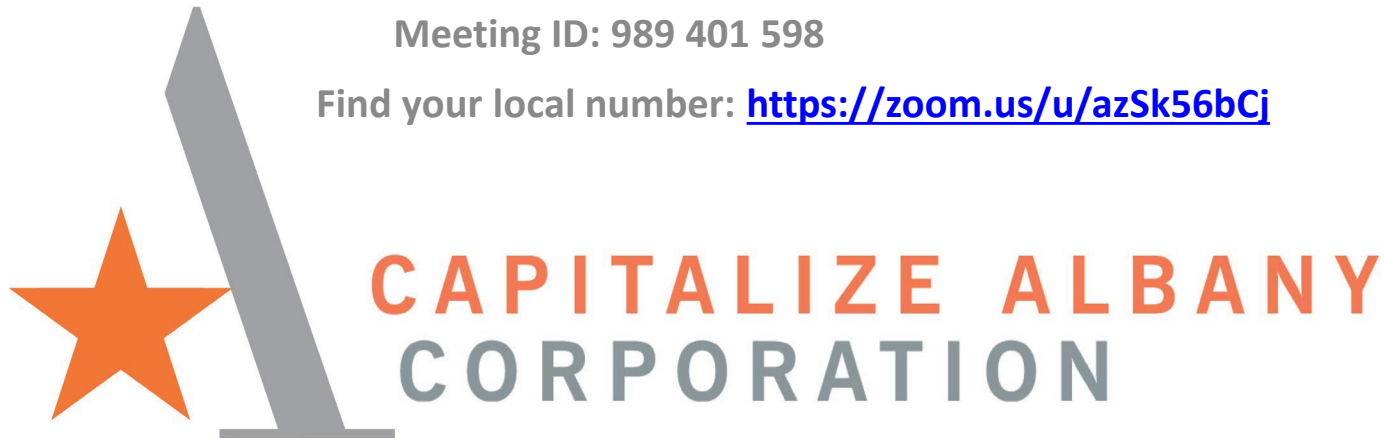 Meeting ID: 989 401 598
Find your local number: https://zoom.us/u/azSk56bCj
CAPITALIZE ALBANY
CORPORATION